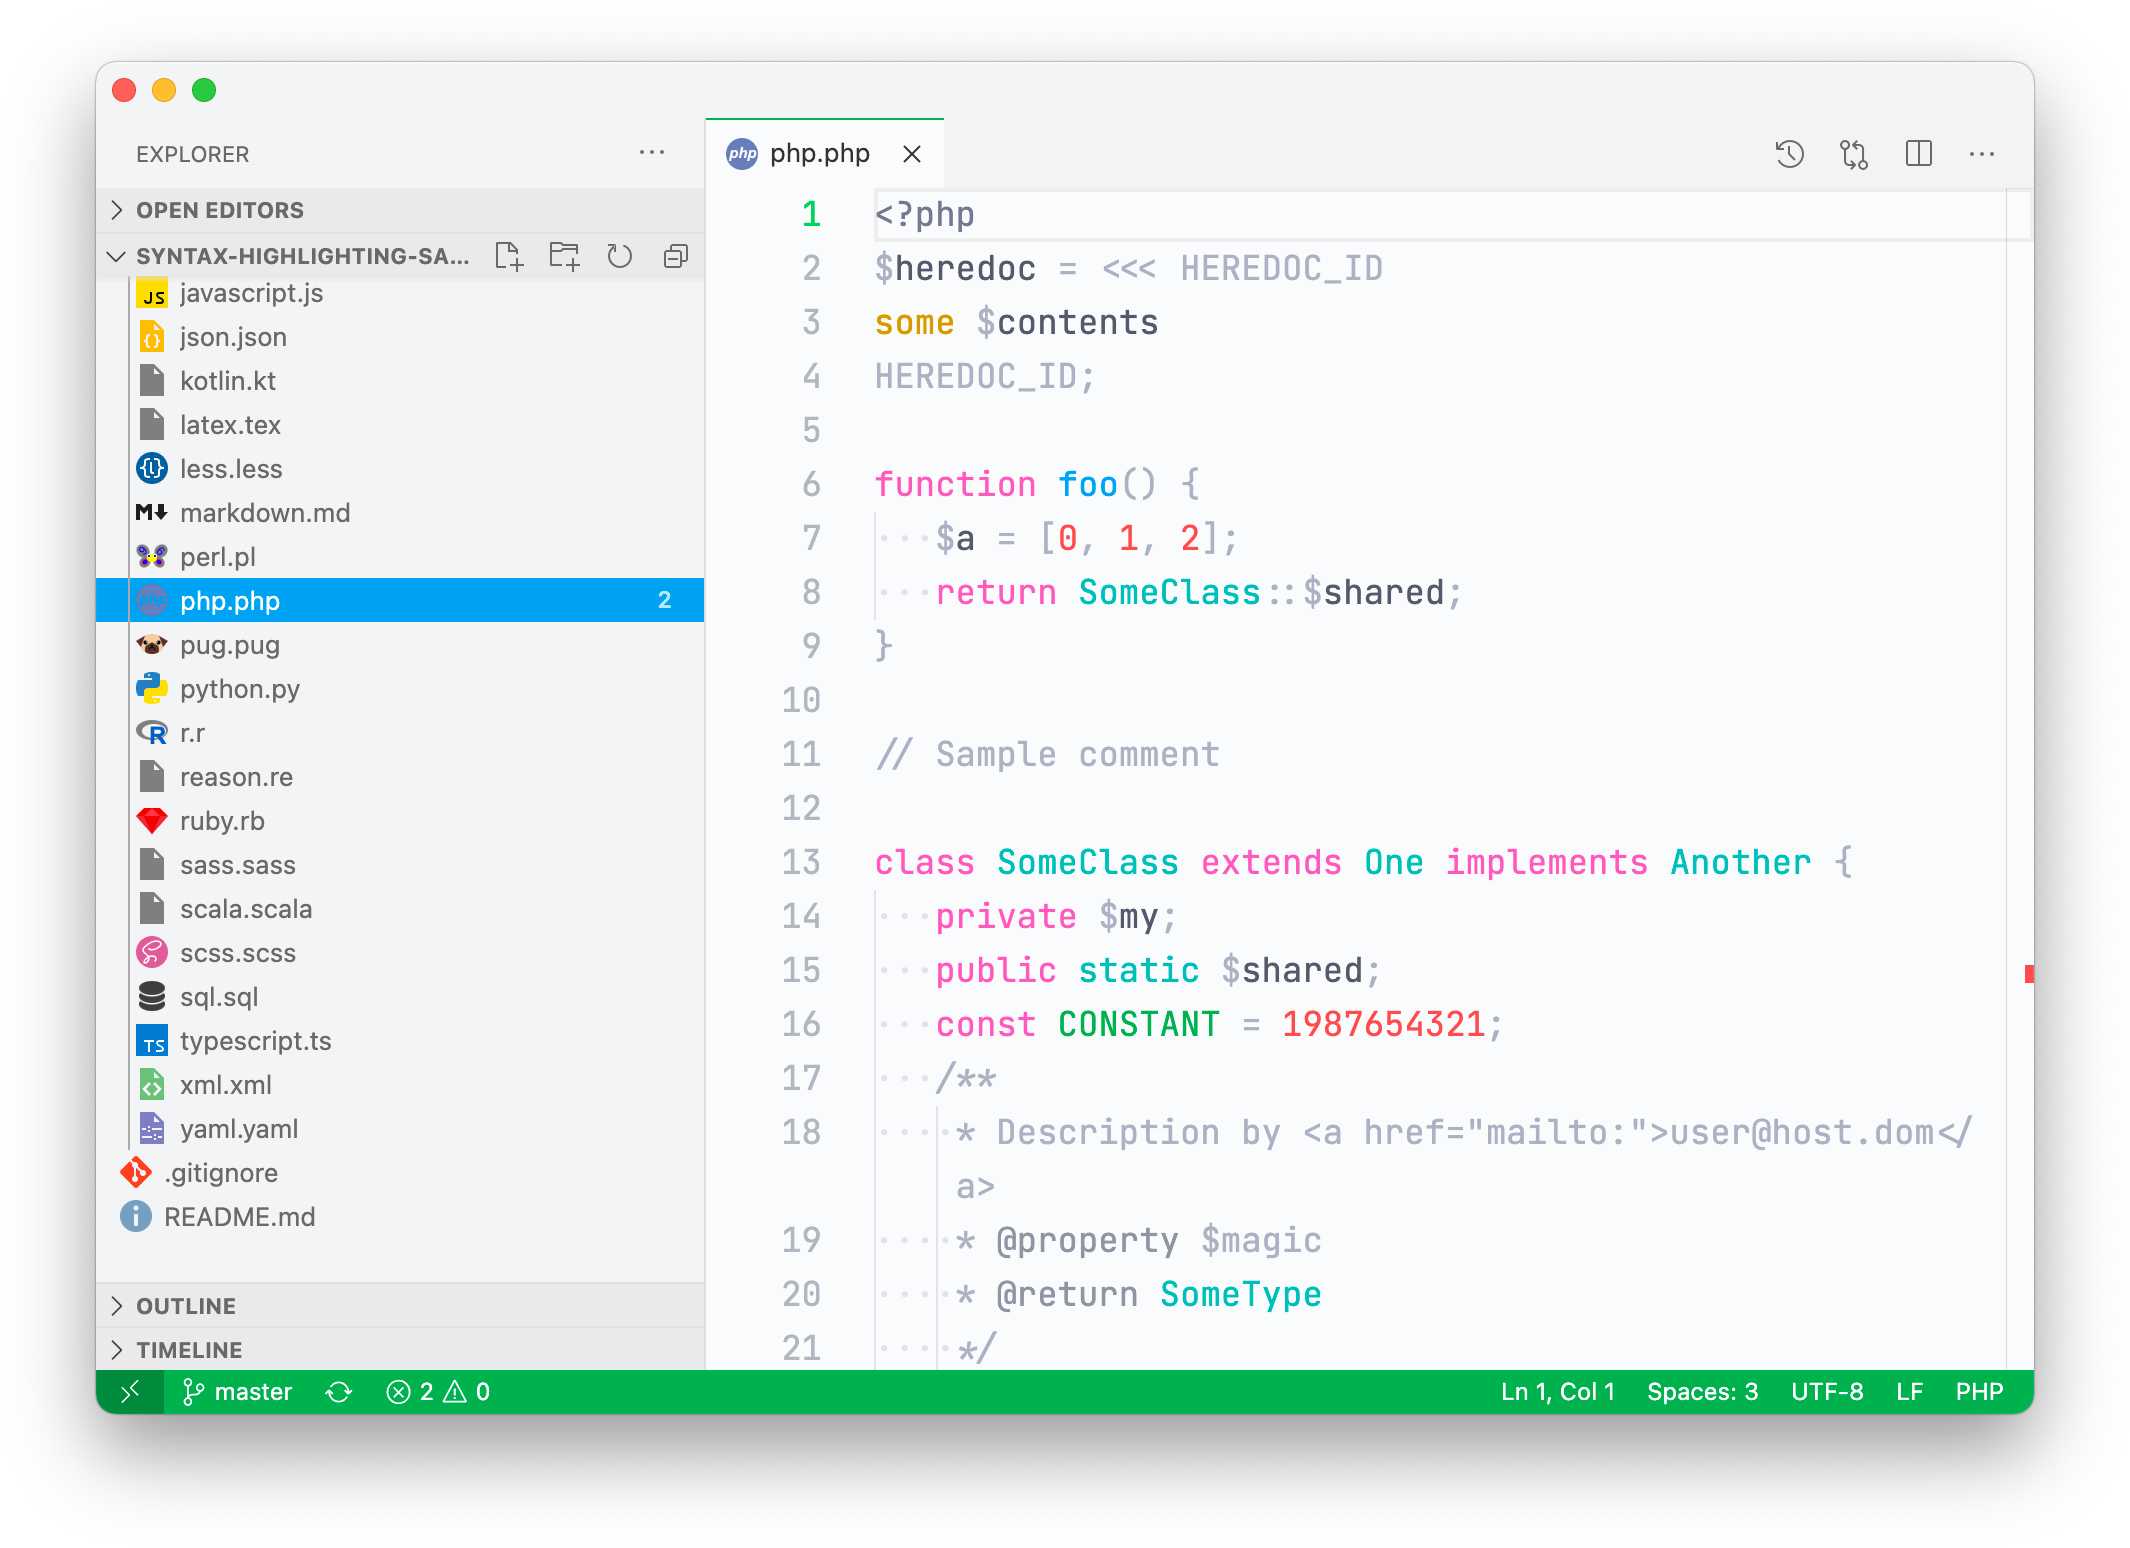 EXPLORER
OPEN EDITORS
SYNTAX-HIGHLIGHTING-SA...
JS javascript.js
json.json
kotlin.kt
latex.tex
less.less
M markdown.md
perl.pl
php php.php 2
pug.pug
python.py
R r.r
reason.re
ruby.rb
sass.sass
scala.scala
scss.scss
sql.sql
TS typescript.ts
xml.xml
yaml.yaml
.gitignore
README.md
OUTLINE
TIMELINE
php php.php
1 <?php
2 $heredoc = <<< HEREDOC_ID
3 some $contents
4 HEREDOC_ID;
5
6 function foo() {
7 $a = [0, 1, 2];
8 return SomeClass::$shared;
9 }
10
11 // Sample comment
12
13 class SomeClass extends One implements Another {
14 private $my;
15 public static $shared;
16 const CONSTANT = 1987654321;
17 /**
18 * Description by <a href="mailto:">user@host.dom</
a>
19 * @property $magic
20 * @return SomeType
21 */
master 2 0 Ln 1, Col 1 Spaces: 3 UTF-8 LF PHP